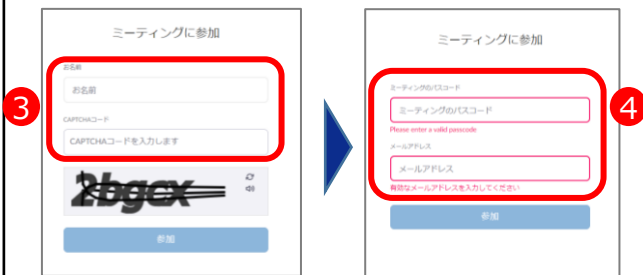 ミーティングに参加
お名前
お名前
CAPTCHAコード
CAPTCHAコードを入力します
2bgcx
参加
3
ミーティングに参加
ミーティングのパスコード
ミーティングのパスコード
Please enter a valid passcode
メールアドレス
メールアドレス
有効なメールアドレスを入力してください
参加
4